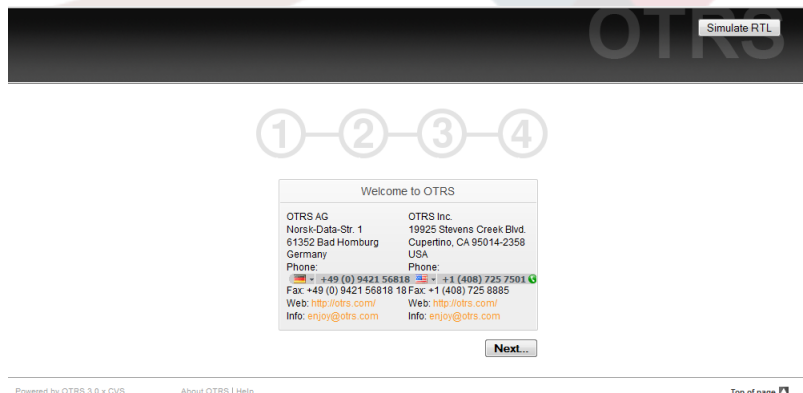 OTRS
Simulate RTL
1 2 3 4
Welcome to OTRS
OTRS AG
Norsk-Data-Str. 1
61352 Bad Homburg
Germany
Phone:
+49 (0) 9421 56818
Fax: +49 (0) 9421 56818 18
Web: http://otrs.com/
Info: enjoy@otrs.com
OTRS Inc.
19925 Stevens Creek Blvd.
Cupertino, CA 95014-2358
USA
Phone:
+1 (408) 725 7501
Fax: +1 (408) 725 8885
Web: http://otrs.com/
Info: enjoy@otrs.com
Next...
Powered by OTRS 3.0.x CVS
About OTRS | Help
Top of page